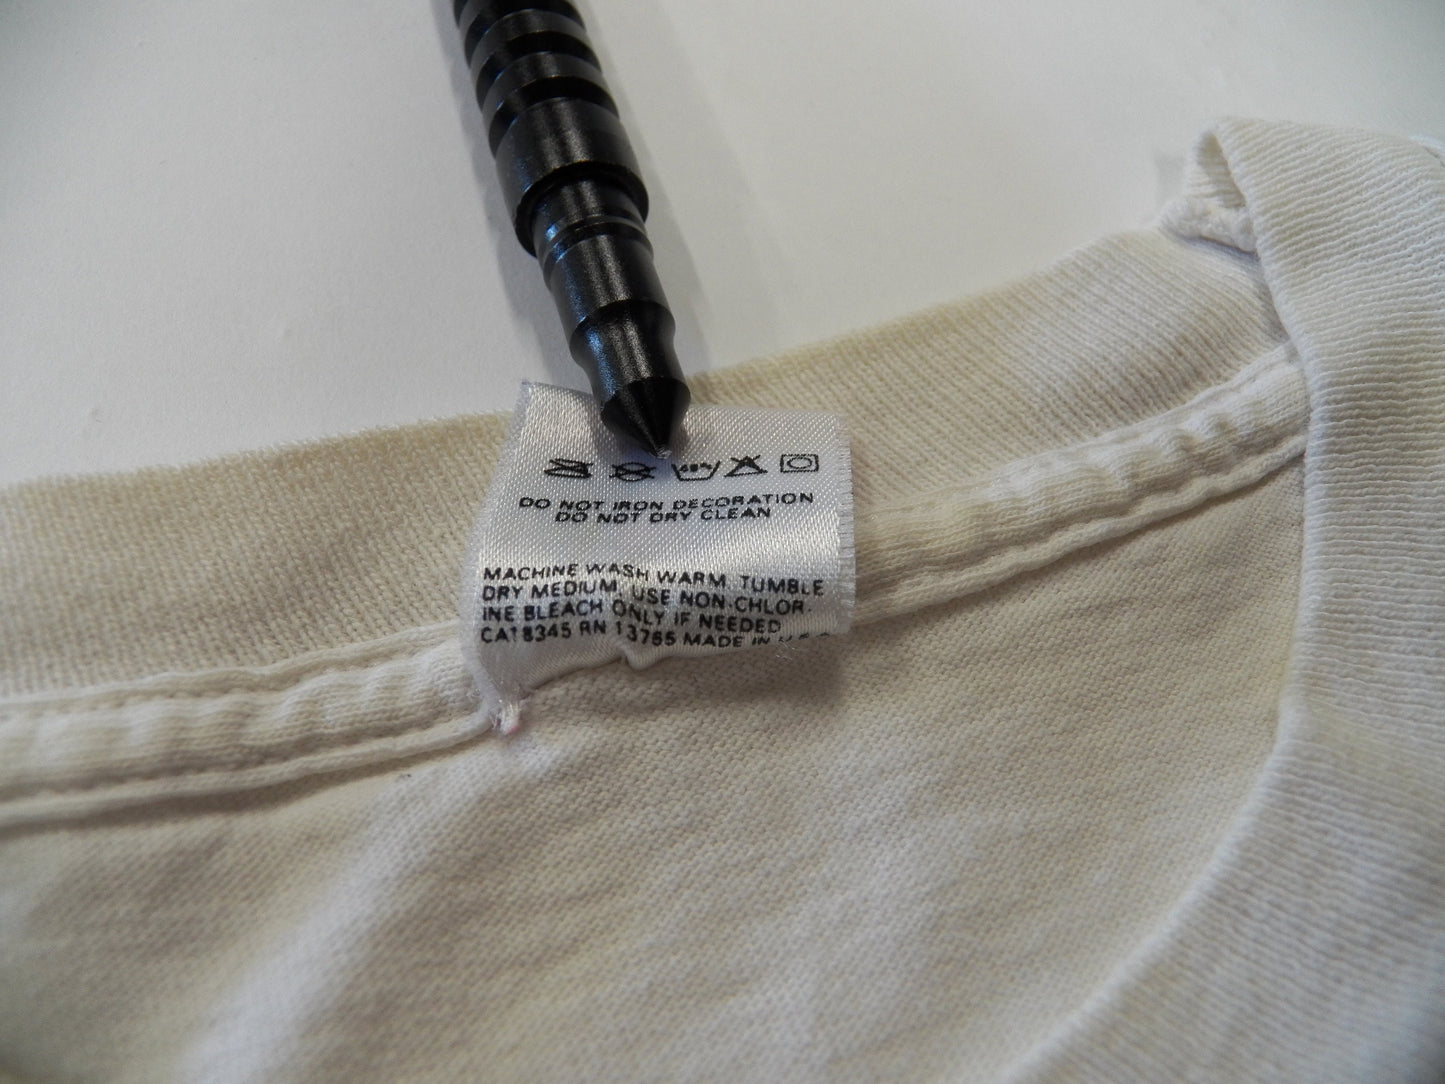 DO NOT IRON DECORATION
DO NOT DRY CLEAN
MACHINE WASH WARM, TUMBLE
DRY MEDIUM, USE NON-CHLOR-
INE BLEACH ONLY IF NEEDED
CA18345 RN 13765 MADE IN U.S.A.